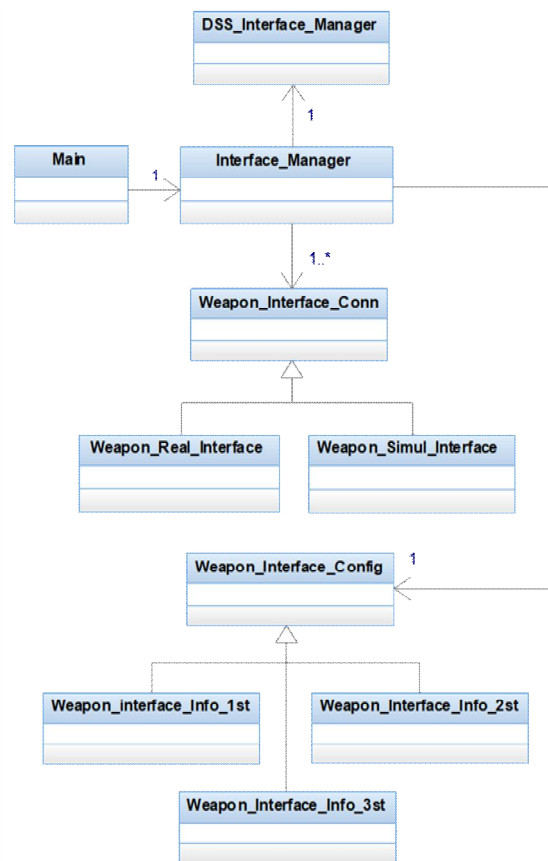 DSS_Interface_Manager
1
Main
1
Interface_Manager
1..*
Weapon_Interface_Conn
Weapon_Real_Interface
Weapon_Simul_Interface
Weapon_Interface_Config
1
Weapon_interface_Info_1st
Weapon_Interface_Info_2st
Weapon_Interface_Info_3st